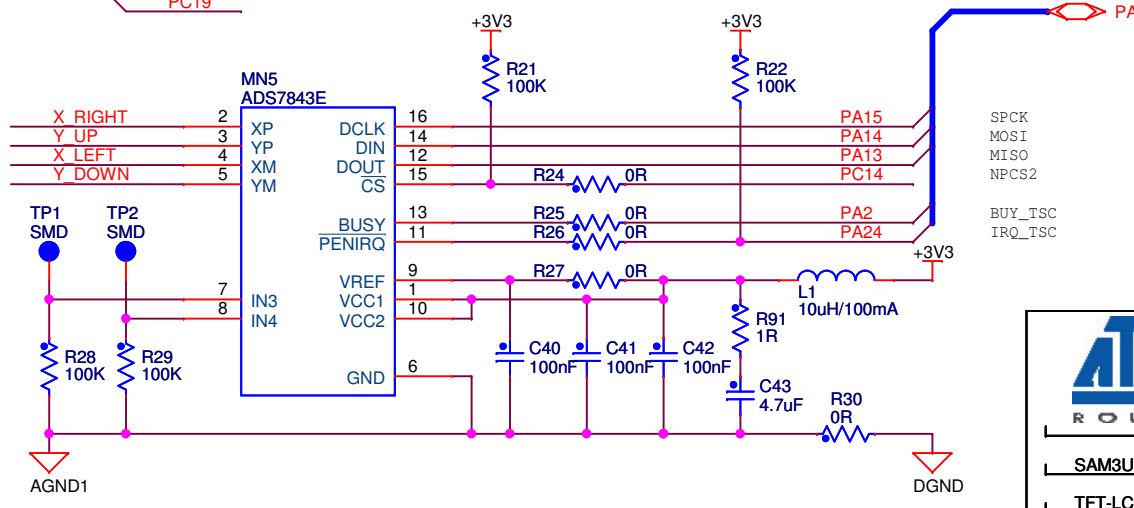 PC19
PA
+3V3 +3V3
R21
100K
R22
100K
MN5
ADS7843E
X_RIGHT 2 XP DCLK 16 PA15 SPCK
Y_UP 3 YP DIN 14 PA14 MOSI
X_LEFT 4 XM DOUT 12 PA13 MISO
Y_DOWN 5 YM CS 15 R24 0R PC14 NPCS2
TP1
SMD
TP2
SMD
BUSY 13 R25 0R PA2 BUY_TSC
PENIRQ 11 R26 0R PA24 IRQ_TSC
+3V3
VREF 9 R27 0R
7 IN3 VCC1 1
8 IN4 VCC2 10
L1
10uH/100mA
R91
1R
R28
100K
R29
100K
C40
100nF
C41
100nF
C42
100nF
GND 6
C43
4.7uF
R30
0R
AGND1
DGND
SAM3U
TFT-LC